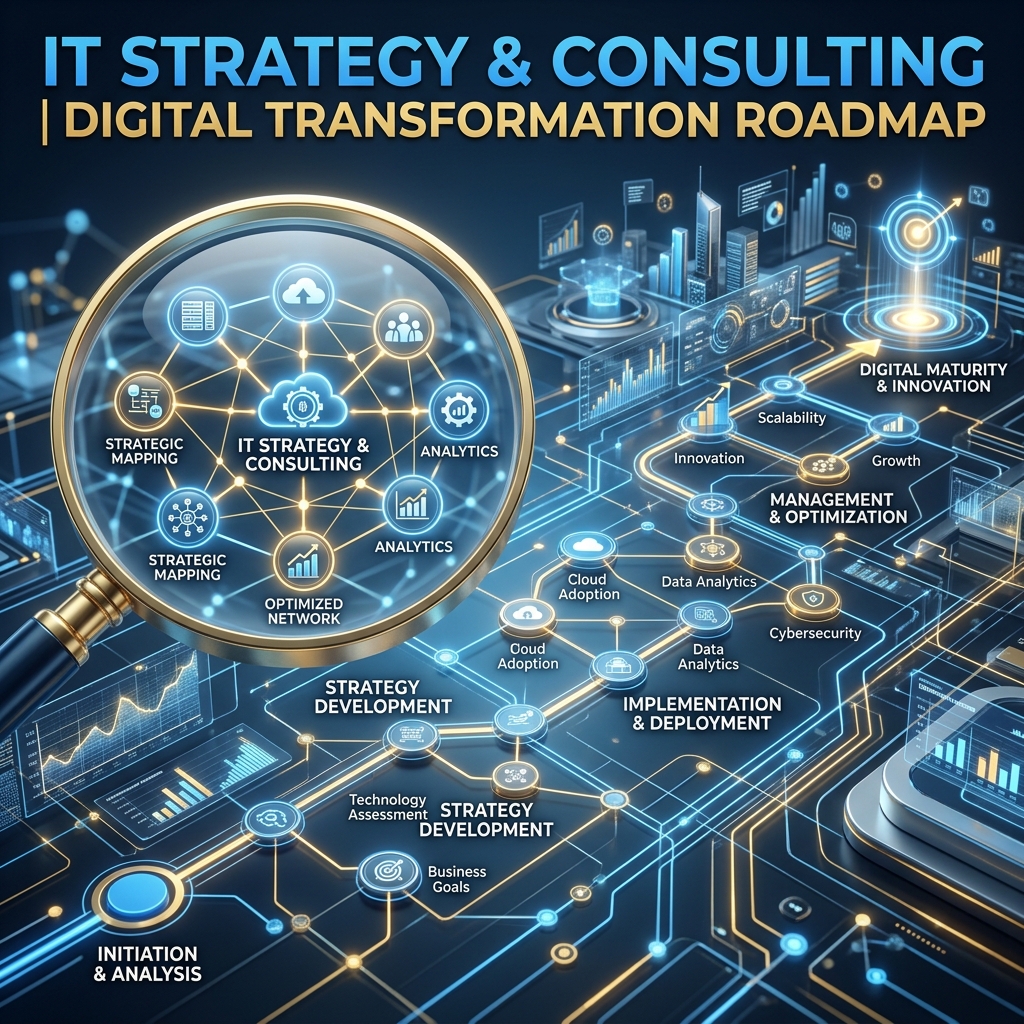 IT STRATEGY & CONSULTING
| DIGITAL TRANSFORMATION ROADMAP
STRATEGIC
MAPPING
IT STRATEGY &
CONSULTING
ANALYTICS
STRATEGIC
MAPPING
ANALYTICS
OPTIMIZED
NETWORK
DIGITAL MATURITY
& INNOVATION
Scalability
Innovation
Growth
MANAGEMENT
& OPTIMIZATION
Cloud
Adoption
Data Analytics
Cybersecurity
Cloud
Adoption
Data
Analytics
STRATEGY
DEVELOPMENT
IMPLEMENTATION
& DEPLOYMENT
Technology
Assessment
STRATEGY
DEVELOPMENT
Business
Goals
INITIATION
& ANALYSIS